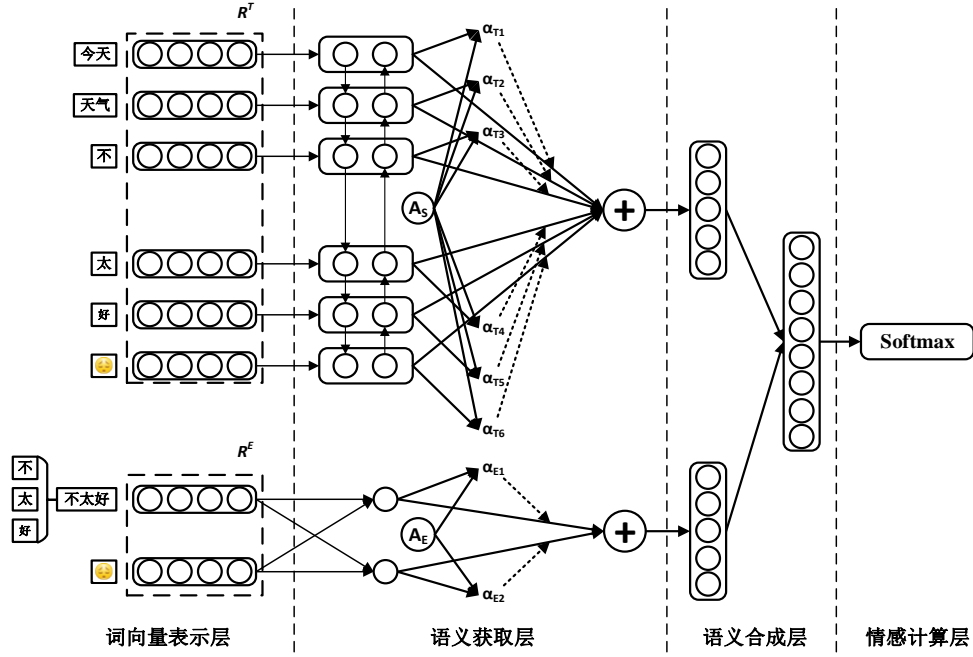 R^T
今天
天气
不
太
好
😔
α_T1
α_T2
α_T3
A_S
+
α_T4
α_T5
α_T6
Softmax
R^E
不
太
好
不太好
😔
α_E1
A_E
+
α_E2
词向量表示层
语义获取层
语义合成层
情感计算层